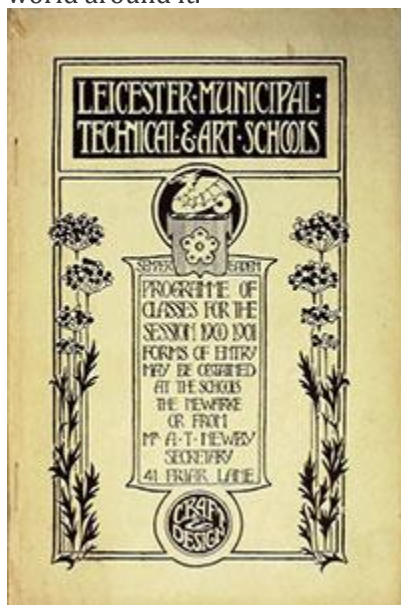 world around it.
LEICESTER·MUNICIPAL·
TECHNICAL·&·ART·SCHOOLS
SEMPER EADEM
PROGRAMME OF
CLASSES FOR THE
SESSION 1900 1901
FORMS OF ENTRY
MAY BE OBTAINED
AT THE SCHOOLS
THE NEWARKE
OR FROM
MR A·T·NEWBY
SECRETARY
41 FRIAR LANE
CRAFT
&
DESIGN